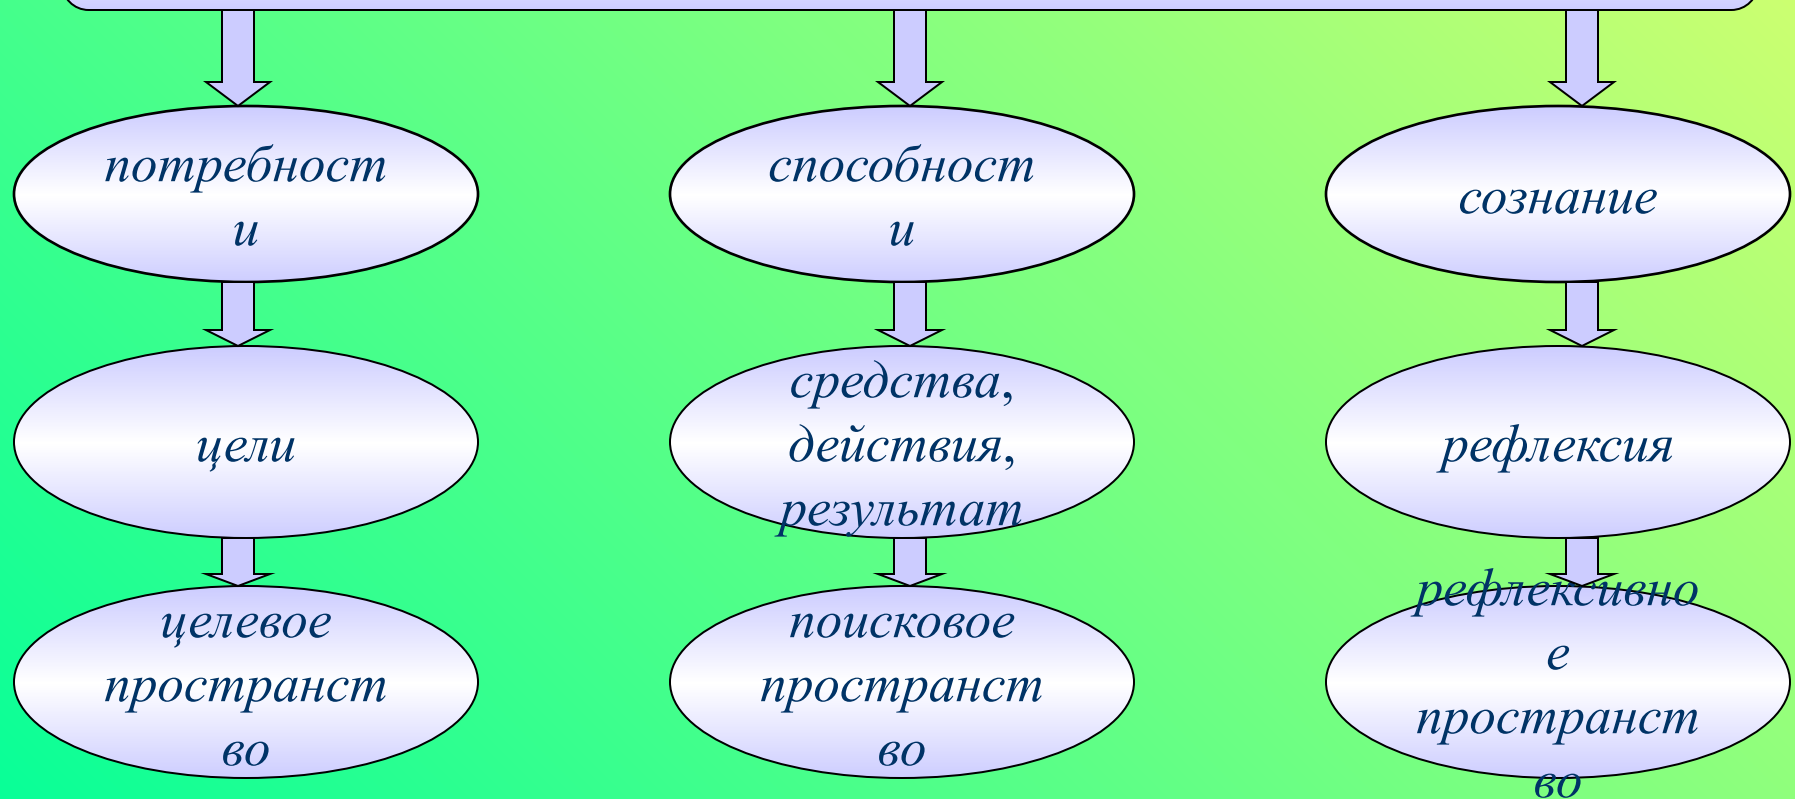 потребност
и
способност
и
сознание
цели
средства,
действия,
результат
рефлексия
целевое
пространст
во
поисковое
пространст
во
рефлексивно
е
пространст
во